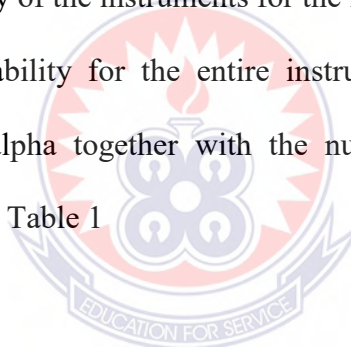 y of the instruments for the
ability for the entire instru
alpha together with the nu
Table 1
EDUCATION FOR SERVICE